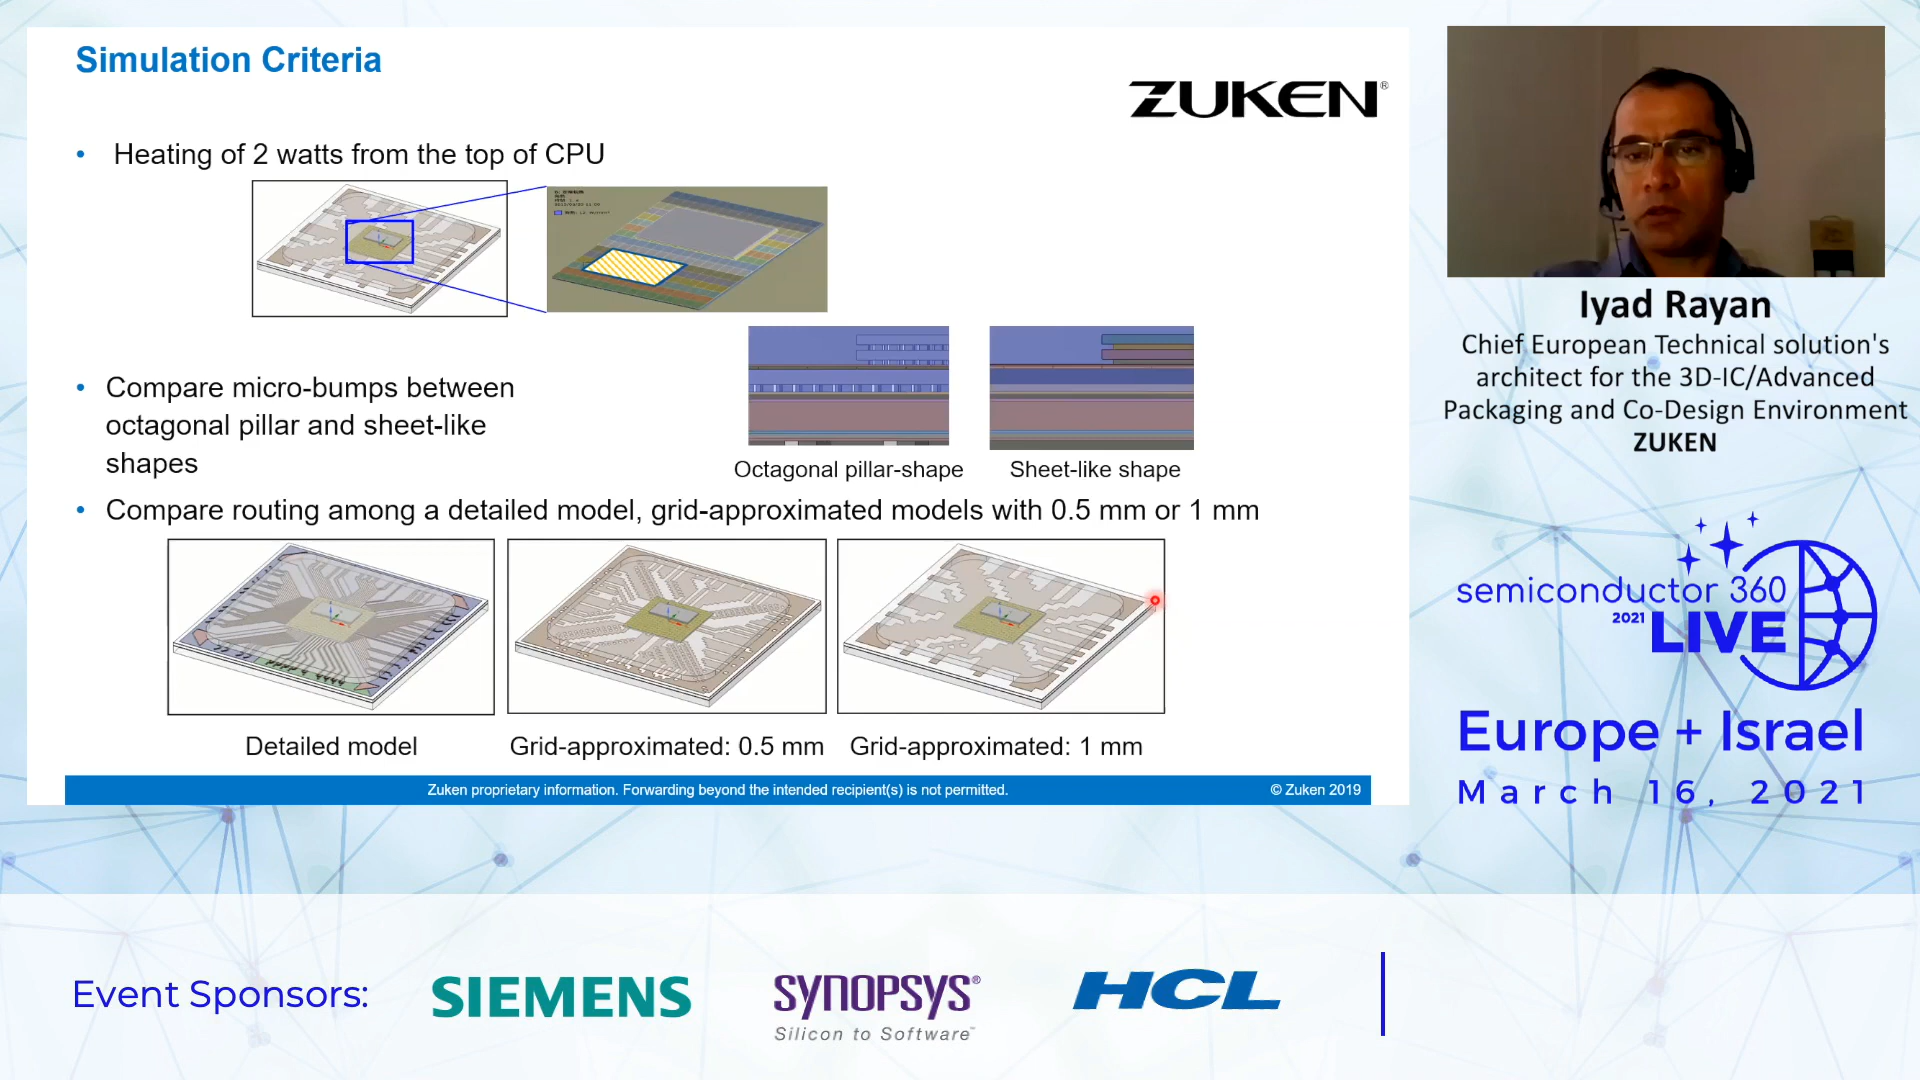 Simulation Criteria
ZUKEN®
• Heating of 2 watts from the top of CPU
• Compare micro-bumps between
octagonal pillar and sheet-like
shapes
Octagonal pillar-shape
Sheet-like shape
• Compare routing among a detailed model, grid-approximated models with 0.5 mm or 1 mm
Detailed model
Grid-approximated: 0.5 mm
Grid-approximated: 1 mm
Zuken proprietary information. Forwarding beyond the intended recipient(s) is not permitted.
© Zuken 2019
Iyad Rayan
Chief European Technical solution's
architect for the 3D-IC/Advanced
Packaging and Co-Design Environment
ZUKEN
semiconductor 360
2021 LIVE
Europe + Israel
March 16, 2021
Event Sponsors:
SIEMENS
SYNOPSYS®
Silicon to Software™
HCL